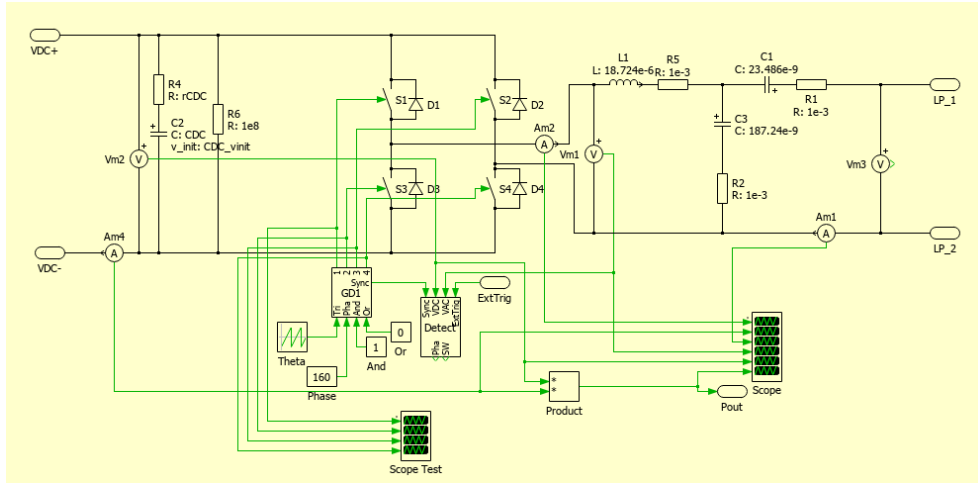 VDC+
R4
R: rCDC
C2
C: CDC
v_init: CDC_vinit
R6
R: 1e8
Vm2
V
S1
D1
S2
D2
S3
D3
S4
D4
Am2
A
Vm1
V
L1
L: 18.724e-6
R5
R: 1e-3
C1
C: 23.486e-9
R1
R: 1e-3
C3
C: 187.24e-9
R2
R: 1e-3
Vm3
V
LP_1
LP_2
Am1
A
VDC-
Am4
A
1 2 3 4
Sync
GD1
Tri
Pha
And
Or
Sync
VDC
VAC
ExtTrig
Detect
Pha
SW
ExtTrig
Theta
0
Or
1
And
160
Phase
*
*
Product
Pout
Scope
Scope Test